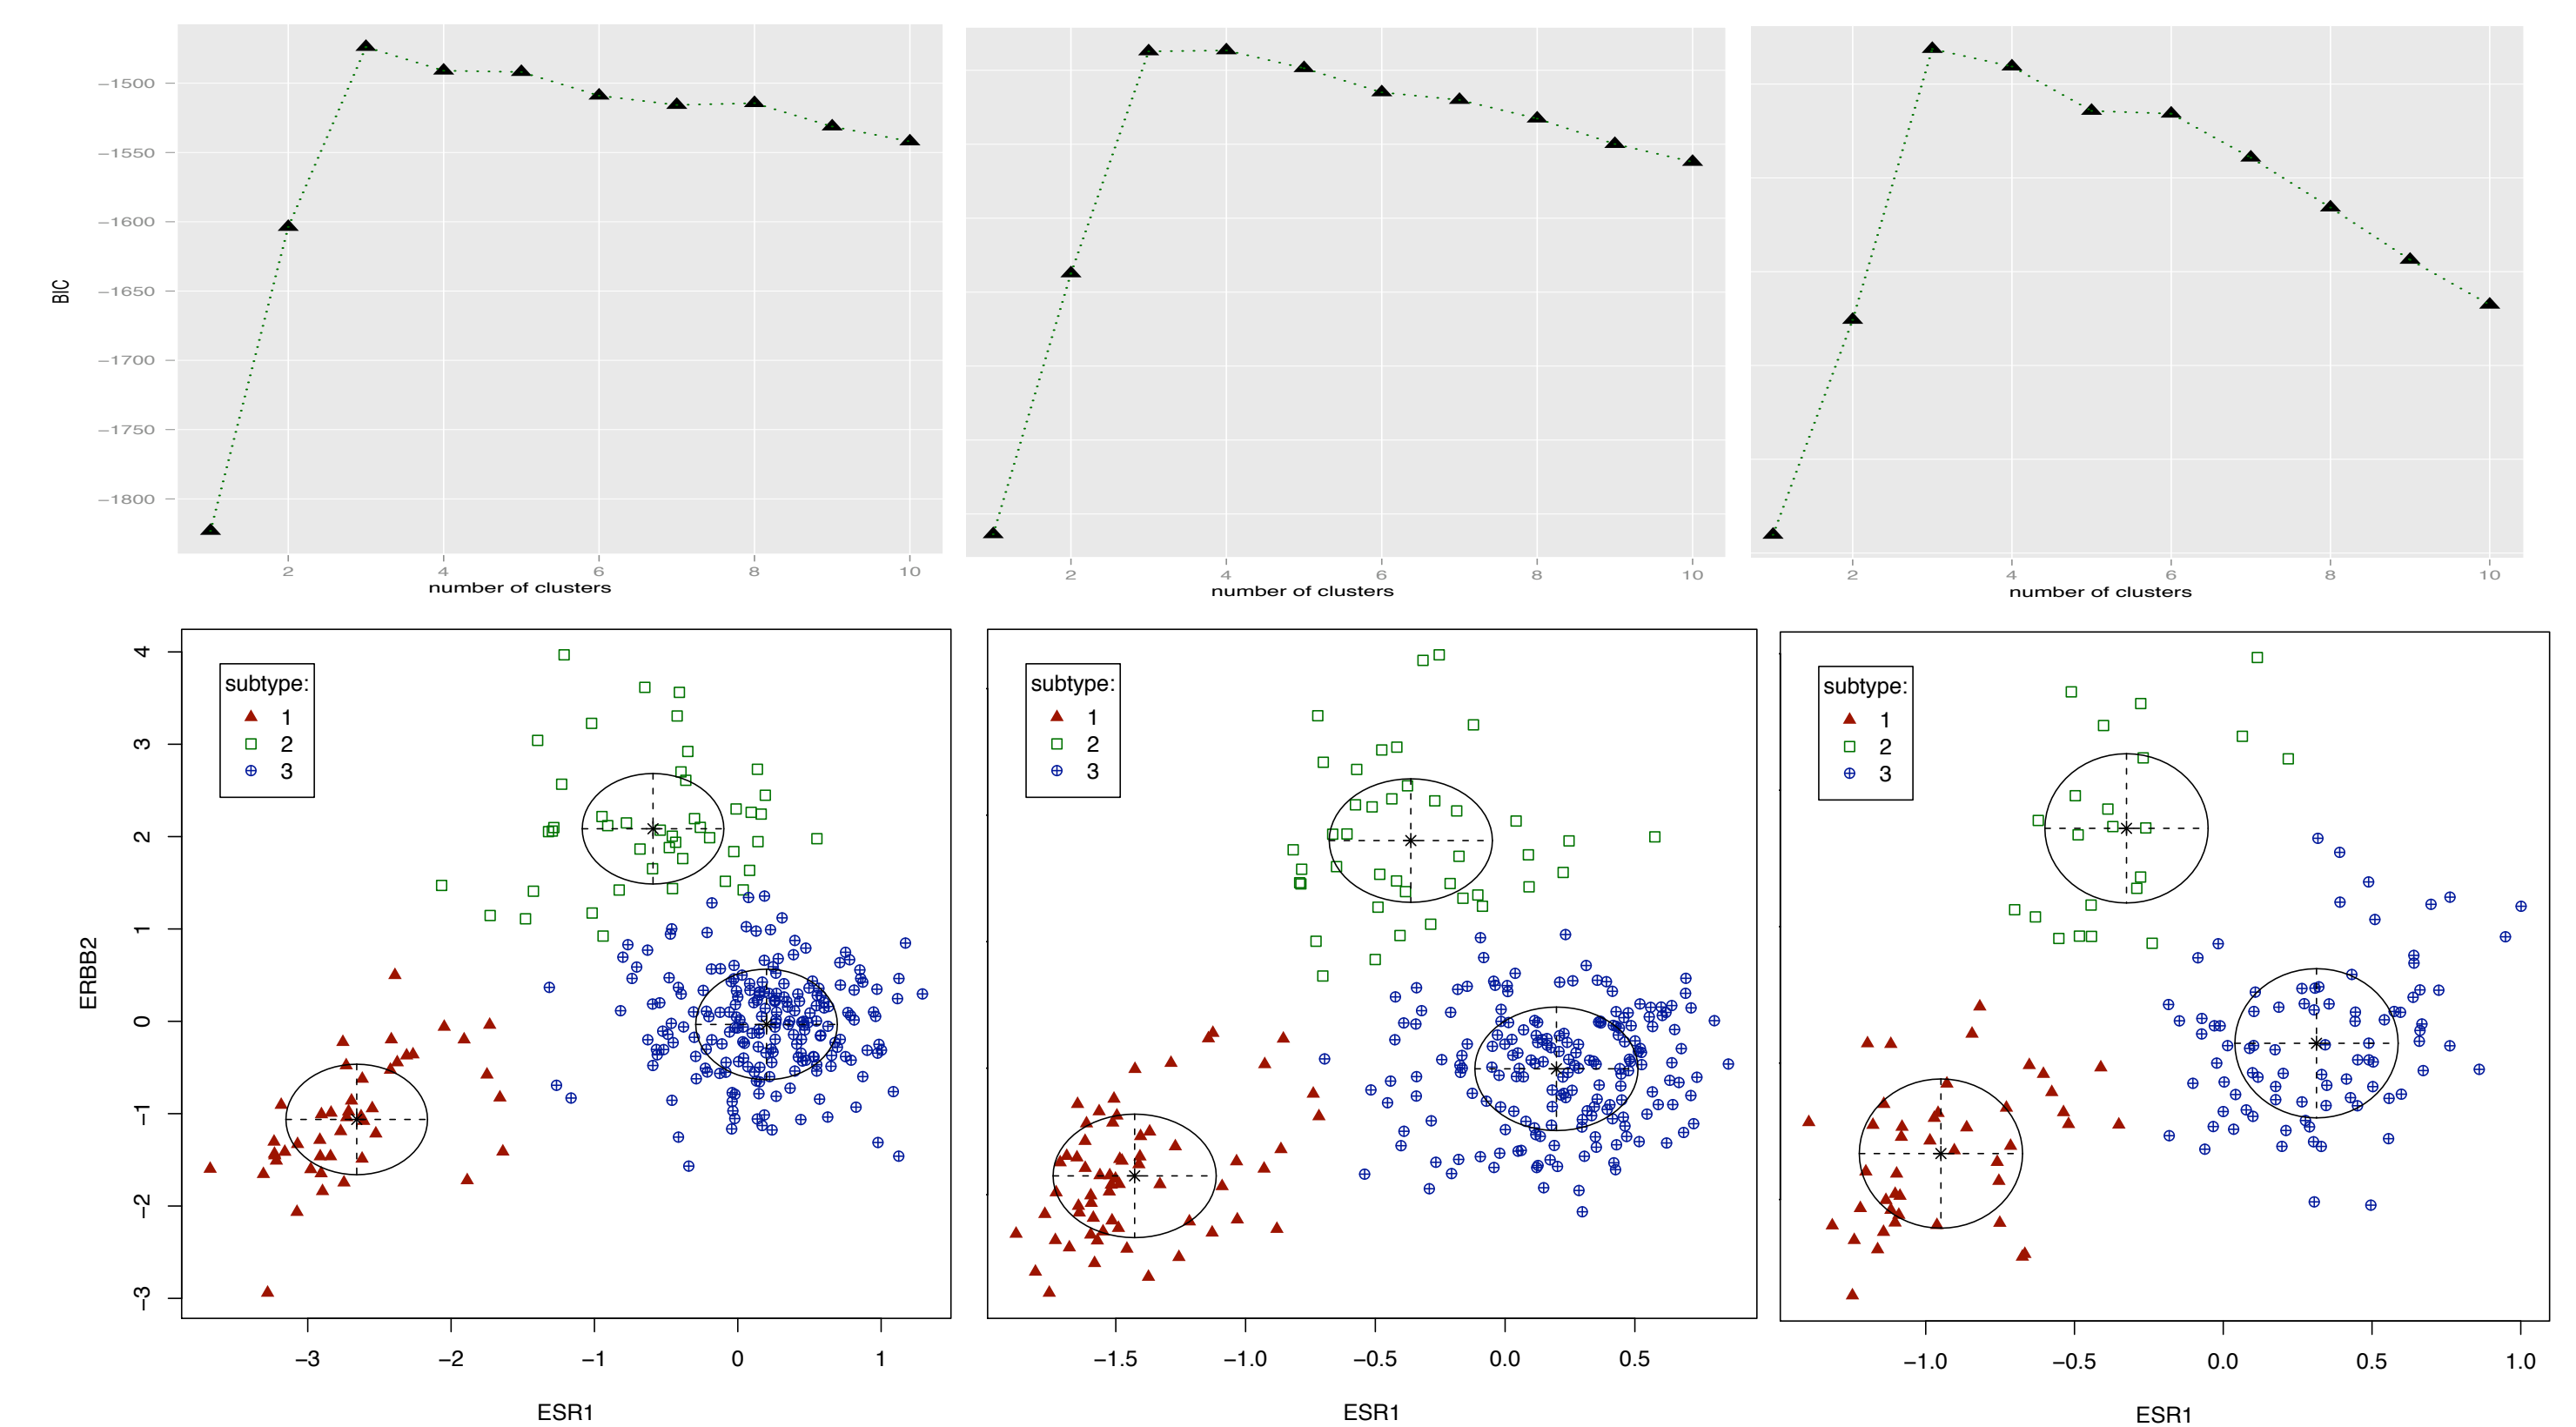 BIC
−1500
−1550
−1600
−1650
−1700
−1750
−1800
2 4 6 8 10
number of clusters
2 4 6 8 10
number of clusters
2 4 6 8 10
number of clusters
ERBB2
4
3
2
1
0
−1
−2
−3
subtype:
1
2
3
−3 −2 −1 0 1
ESR1
subtype:
1
2
3
−1.5 −1.0 −0.5 0.0 0.5
ESR1
subtype:
1
2
3
−1.0 −0.5 0.0 0.5 1.0
ESR1